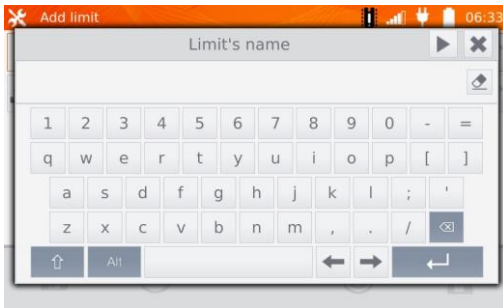 Add limit 06:33
Limit's name
1 2 3 4 5 6 7 8 9 0 - =
q w e r t y u i o p [ ]
a s d f g h j k l ; '
z x c v b n m , . /
Alt